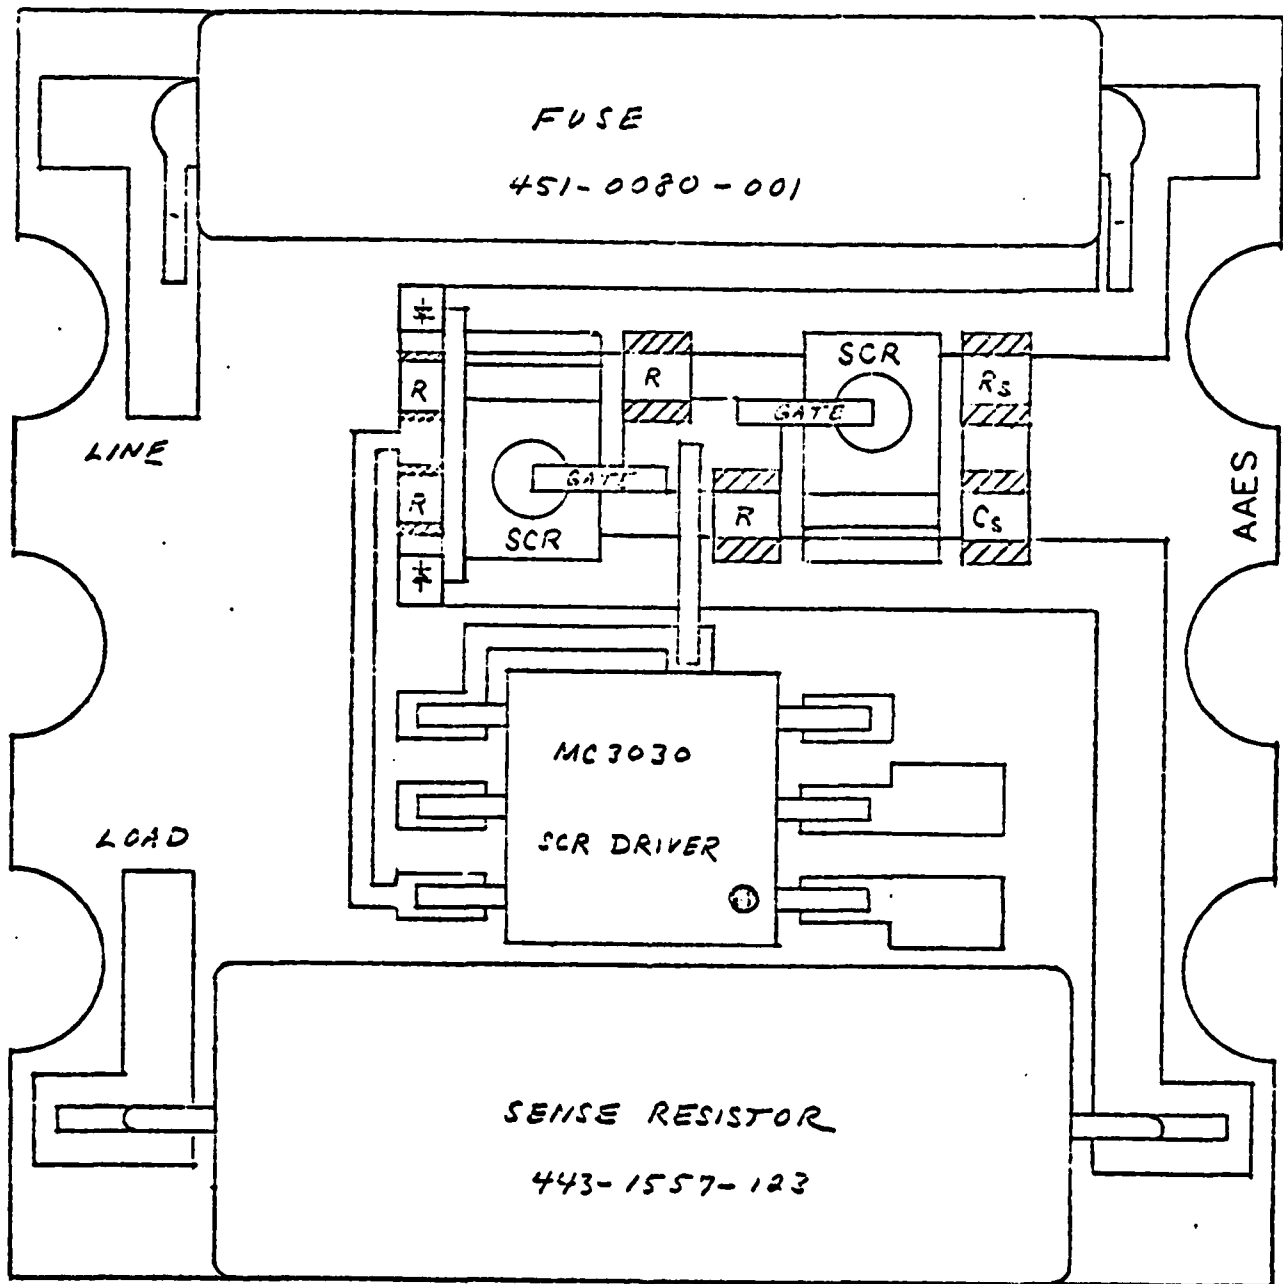 FUSE
451-0080-001
LINE
R
R
GATE
SCR
R
SCR
GATE
R
Rs
Cs
AAES
MC3030
SCR DRIVER
LOAD
SENSE RESISTOR
443-1557-123